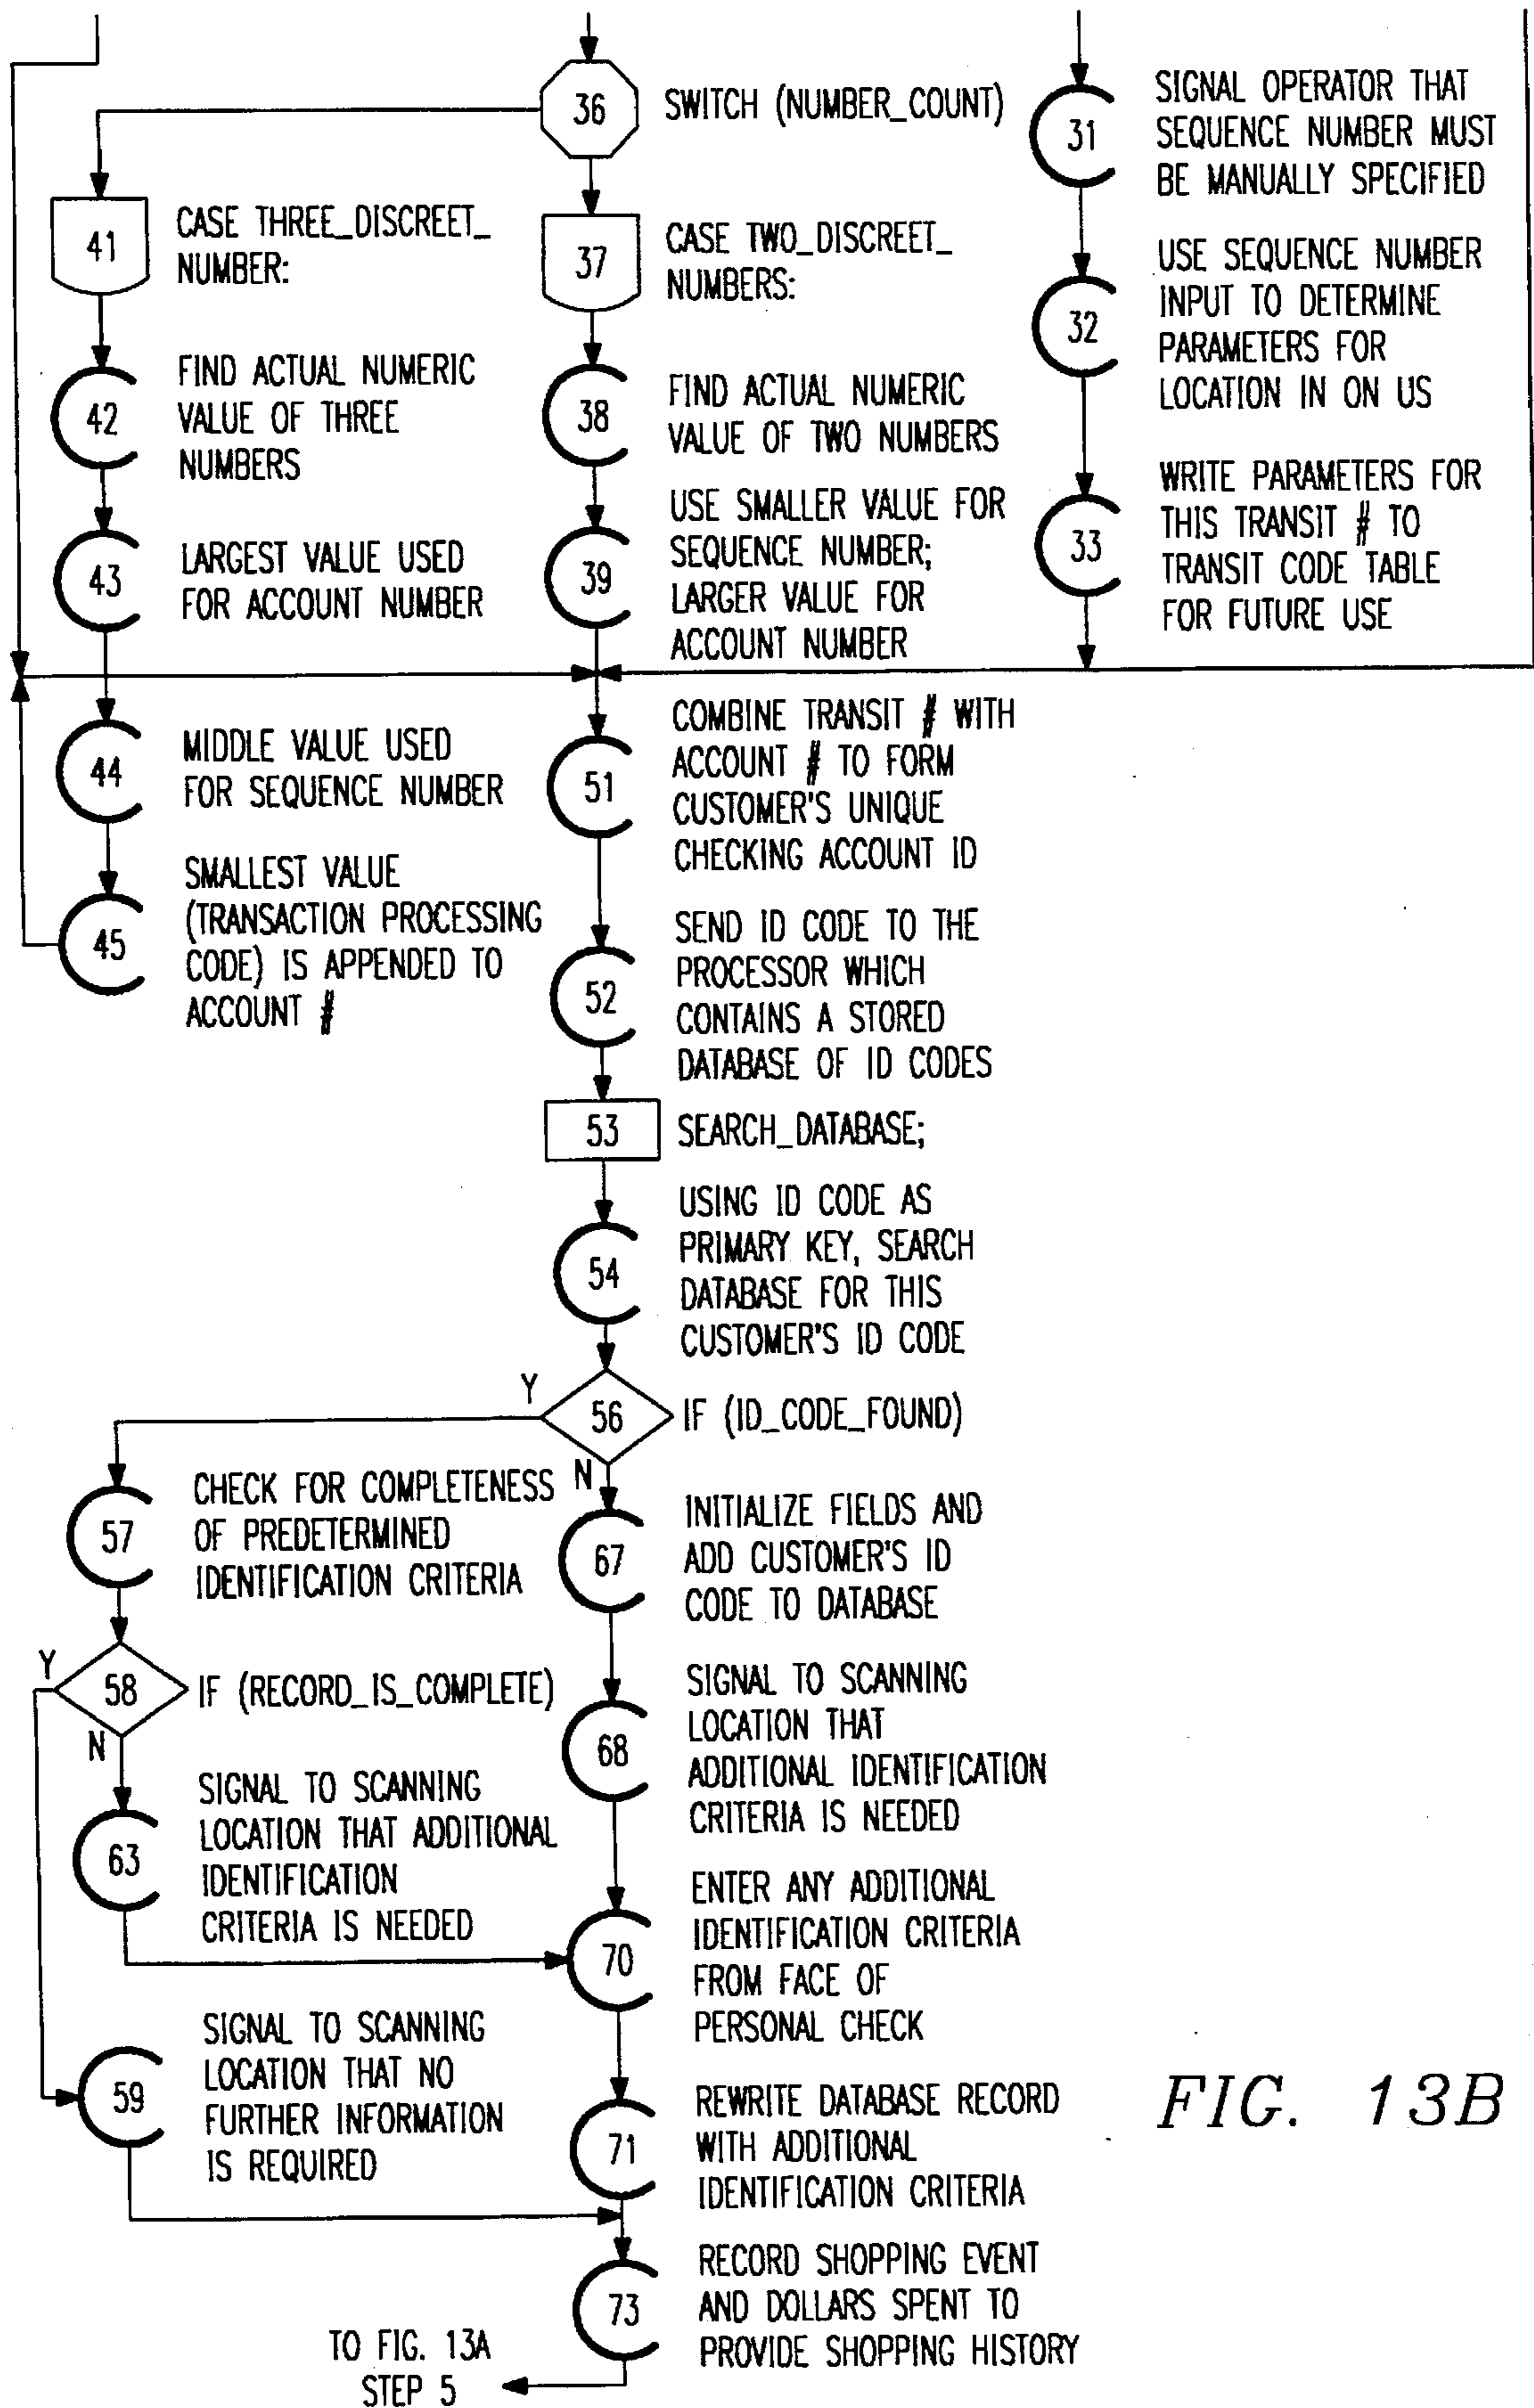 36
SWITCH (NUMBER_COUNT)
31
SIGNAL OPERATOR THAT
SEQUENCE NUMBER MUST
BE MANUALLY SPECIFIED
41
CASE THREE_DISCREET_
NUMBER:
37
CASE TWO_DISCREET_
NUMBERS:
32
USE SEQUENCE NUMBER
INPUT TO DETERMINE
PARAMETERS FOR
LOCATION IN ON US
42
FIND ACTUAL NUMERIC
VALUE OF THREE
NUMBERS
38
FIND ACTUAL NUMERIC
VALUE OF TWO NUMBERS
33
WRITE PARAMETERS FOR
THIS TRANSIT # TO
TRANSIT CODE TABLE
FOR FUTURE USE
43
LARGEST VALUE USED
FOR ACCOUNT NUMBER
39
USE SMALLER VALUE FOR
SEQUENCE NUMBER;
LARGER VALUE FOR
ACCOUNT NUMBER
44
MIDDLE VALUE USED
FOR SEQUENCE NUMBER
51
COMBINE TRANSIT # WITH
ACCOUNT # TO FORM
CUSTOMER'S UNIQUE
CHECKING ACCOUNT ID
45
SMALLEST VALUE
(TRANSACTION PROCESSING
CODE) IS APPENDED TO
ACCOUNT #
52
SEND ID CODE TO THE
PROCESSOR WHICH
CONTAINS A STORED
DATABASE OF ID CODES
53
SEARCH_DATABASE;
54
USING ID CODE AS
PRIMARY KEY, SEARCH
DATABASE FOR THIS
CUSTOMER'S ID CODE
Y
56
IF (ID_CODE_FOUND)
N
57
CHECK FOR COMPLETENESS
OF PREDETERMINED
IDENTIFICATION CRITERIA
67
INITIALIZE FIELDS AND
ADD CUSTOMER'S ID
CODE TO DATABASE
Y
58
IF (RECORD_IS_COMPLETE)
N
68
SIGNAL TO SCANNING
LOCATION THAT
ADDITIONAL IDENTIFICATION
CRITERIA IS NEEDED
63
SIGNAL TO SCANNING
LOCATION THAT ADDITIONAL
IDENTIFICATION
CRITERIA IS NEEDED
70
ENTER ANY ADDITIONAL
IDENTIFICATION CRITERIA
FROM FACE OF
PERSONAL CHECK
59
SIGNAL TO SCANNING
LOCATION THAT NO
FURTHER INFORMATION
IS REQUIRED
71
REWRITE DATABASE RECORD
WITH ADDITIONAL
IDENTIFICATION CRITERIA
FIG. 13B
73
RECORD SHOPPING EVENT
AND DOLLARS SPENT TO
PROVIDE SHOPPING HISTORY
TO FIG. 13A
STEP 5